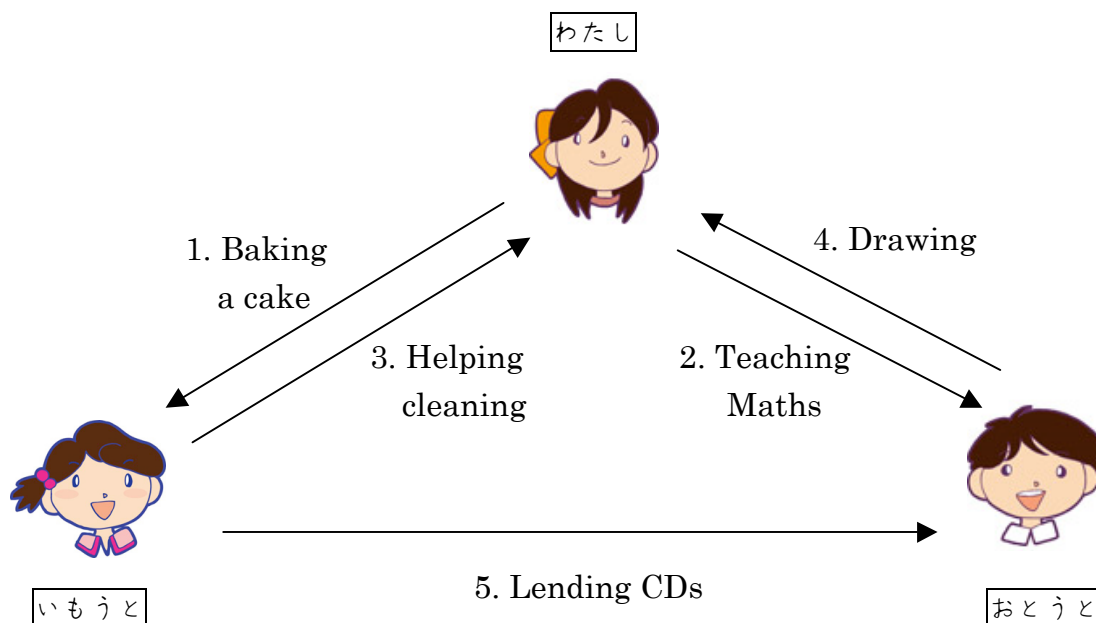 わたし
1. Baking
a cake
4. Drawing
3. Helping
cleaning
2. Teaching
Maths
5. Lending CDs
いもうと
おとうと